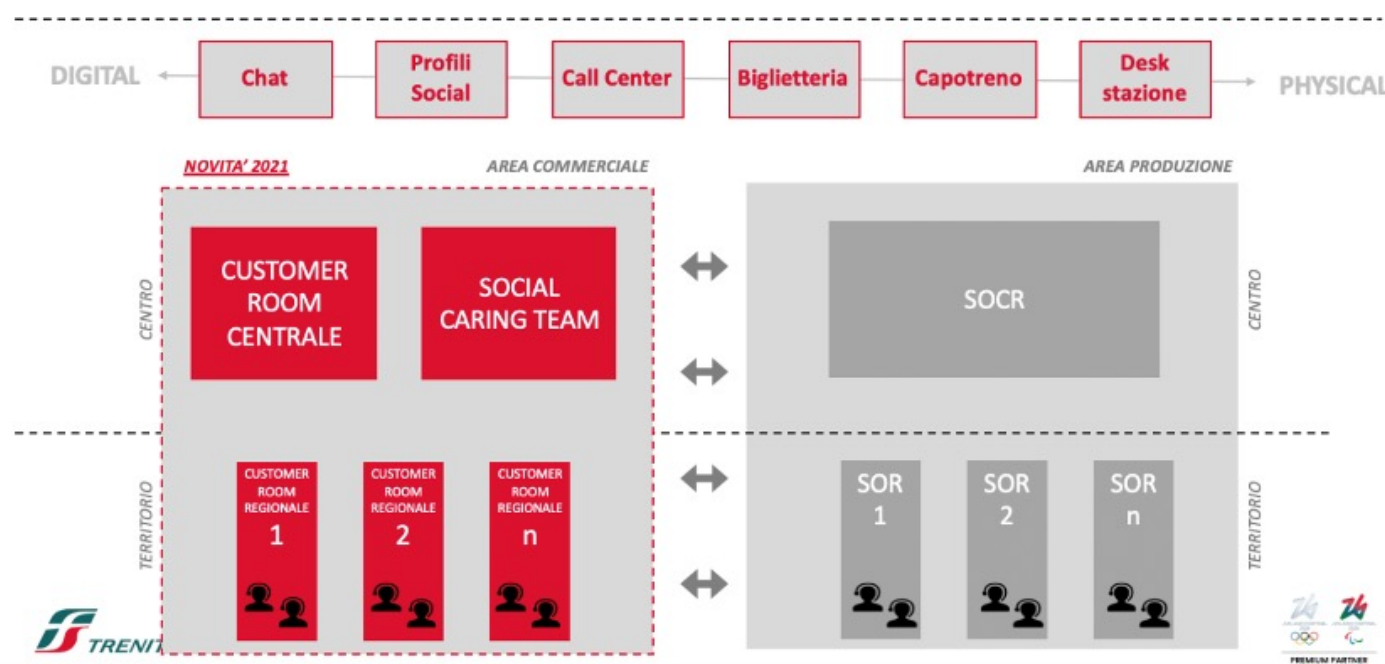 DIGITAL
Chat
Profili
Social
Call Center
Biglietteria
Capotreno
Desk
stazione
PHYSICAL
NOVITA' 2021
AREA COMMERCIALE
AREA PRODUZIONE
CENTRO
CUSTOMER
ROOM
CENTRALE
SOCIAL
CARING TEAM
SOCR
CENTRO
TERRITORIO
CUSTOMER
ROOM
REGIONALE
1
CUSTOMER
ROOM
REGIONALE
2
CUSTOMER
ROOM
REGIONALE
n
SOR
1
SOR
2
SOR
n
TERRITORIO
TRENIT
PREMIUM PARTNER